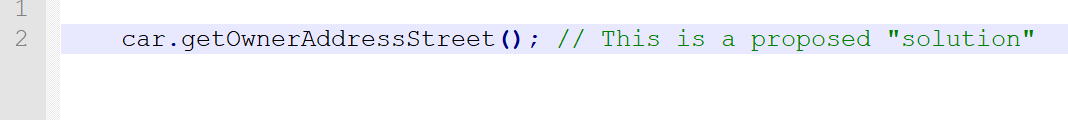 1
2 car.getOwnerAddressStreet(); // This is a proposed "solution"